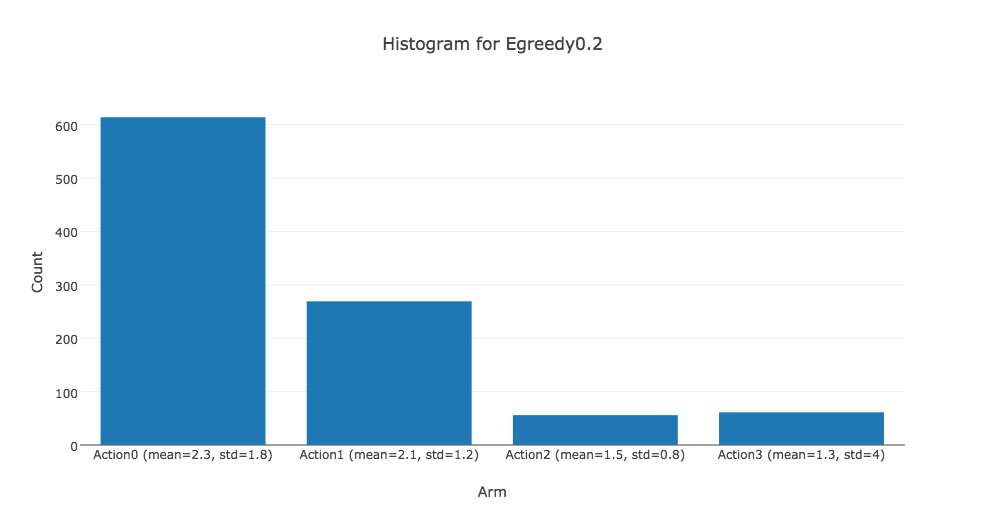 Histogram for Egreedy0.2
600
500
400
300
200
100
0
Count
Action0 (mean=2.3, std=1.8) Action1 (mean=2.1, std=1.2) Action2 (mean=1.5, std=0.8) Action3 (mean=1.3, std=4)
Arm